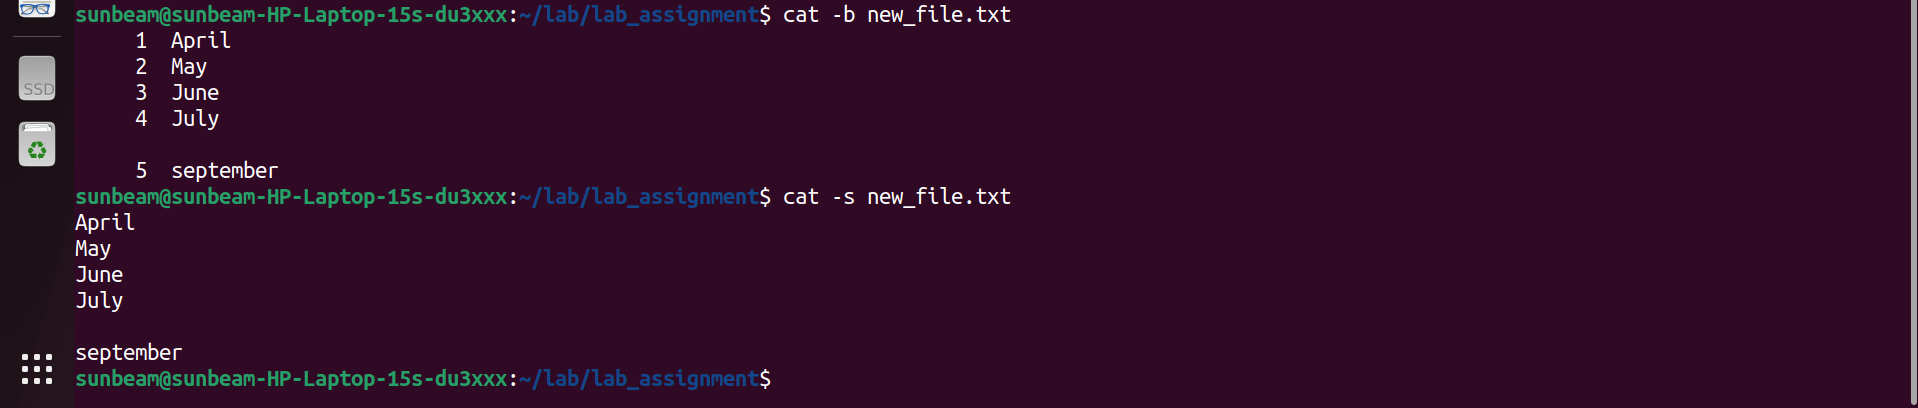 sunbeam@sunbeam-HP-Laptop-15s-du3xxx:~/lab/lab_assignment$ cat -b new_file.txt
1 April
2 May
3 June
4 July
5 september
sunbeam@sunbeam-HP-Laptop-15s-du3xxx:~/lab/lab_assignment$ cat -s new_file.txt
April
May
June
July
september
sunbeam@sunbeam-HP-Laptop-15s-du3xxx:~/lab/lab_assignment$
SSD